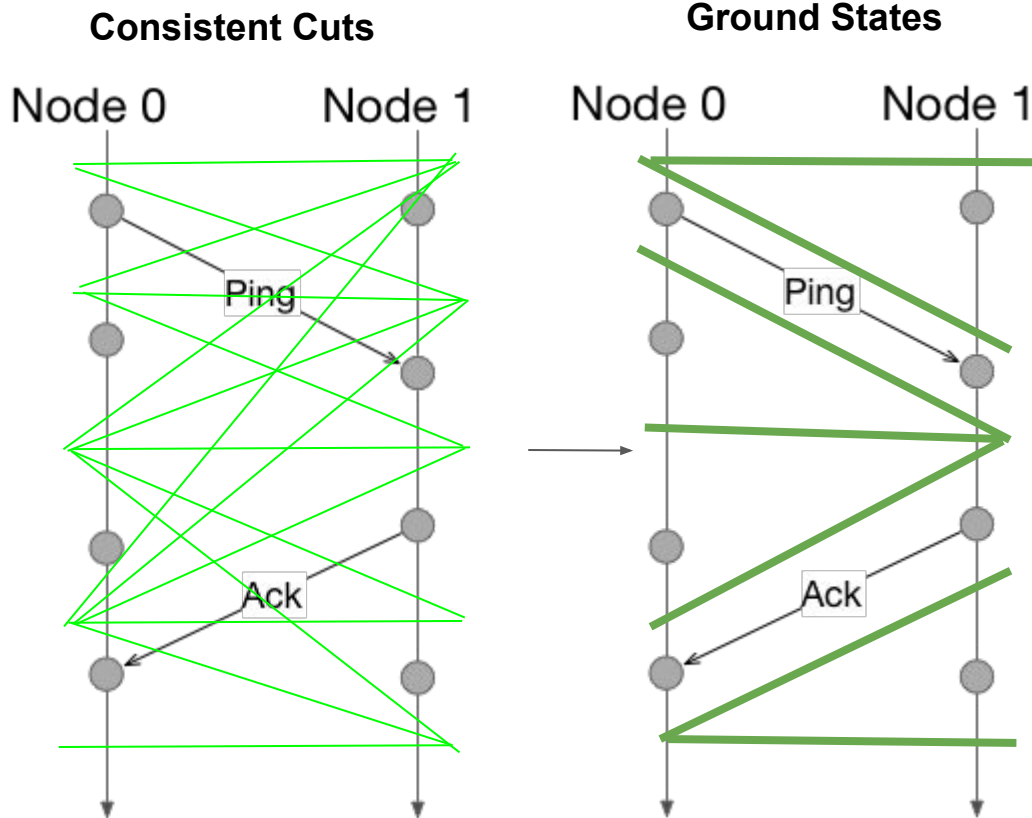 Consistent Cuts
Node 0 Node 1
Ping
Ack
Ground States
Node 0 Node 1
Ping
Ack